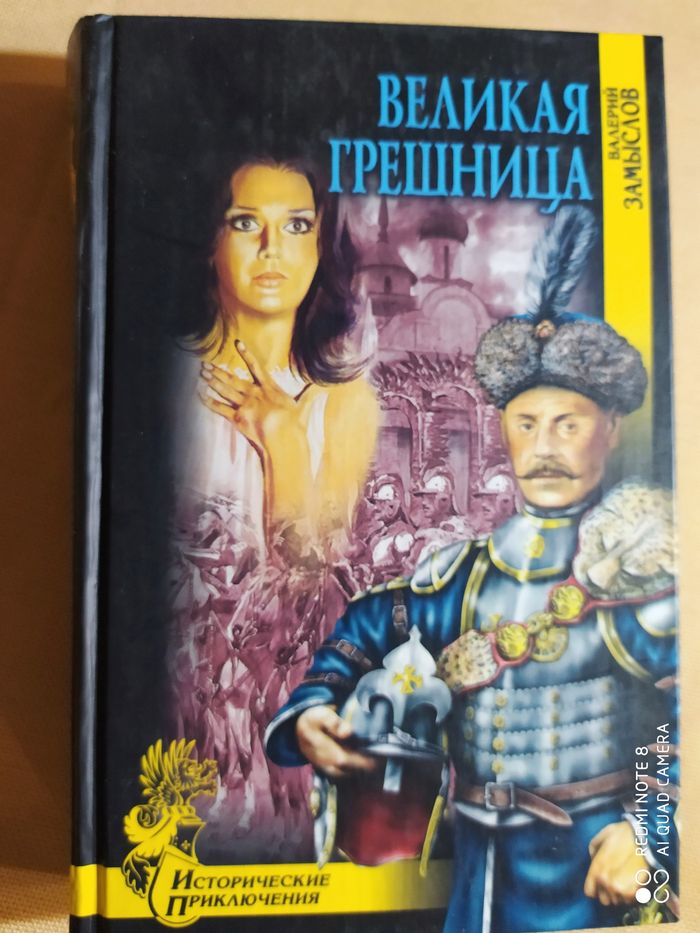 ВЕЛИКАЯ
ГРЕШНИЦА
ВАЛЕРИЙ
ЗАМЫСЛОВ
ИСТОРИЧЕСКИЕ
ПРИКЛЮЧЕНИЯ
REDMI NOTE 8
AI QUAD CAMERA